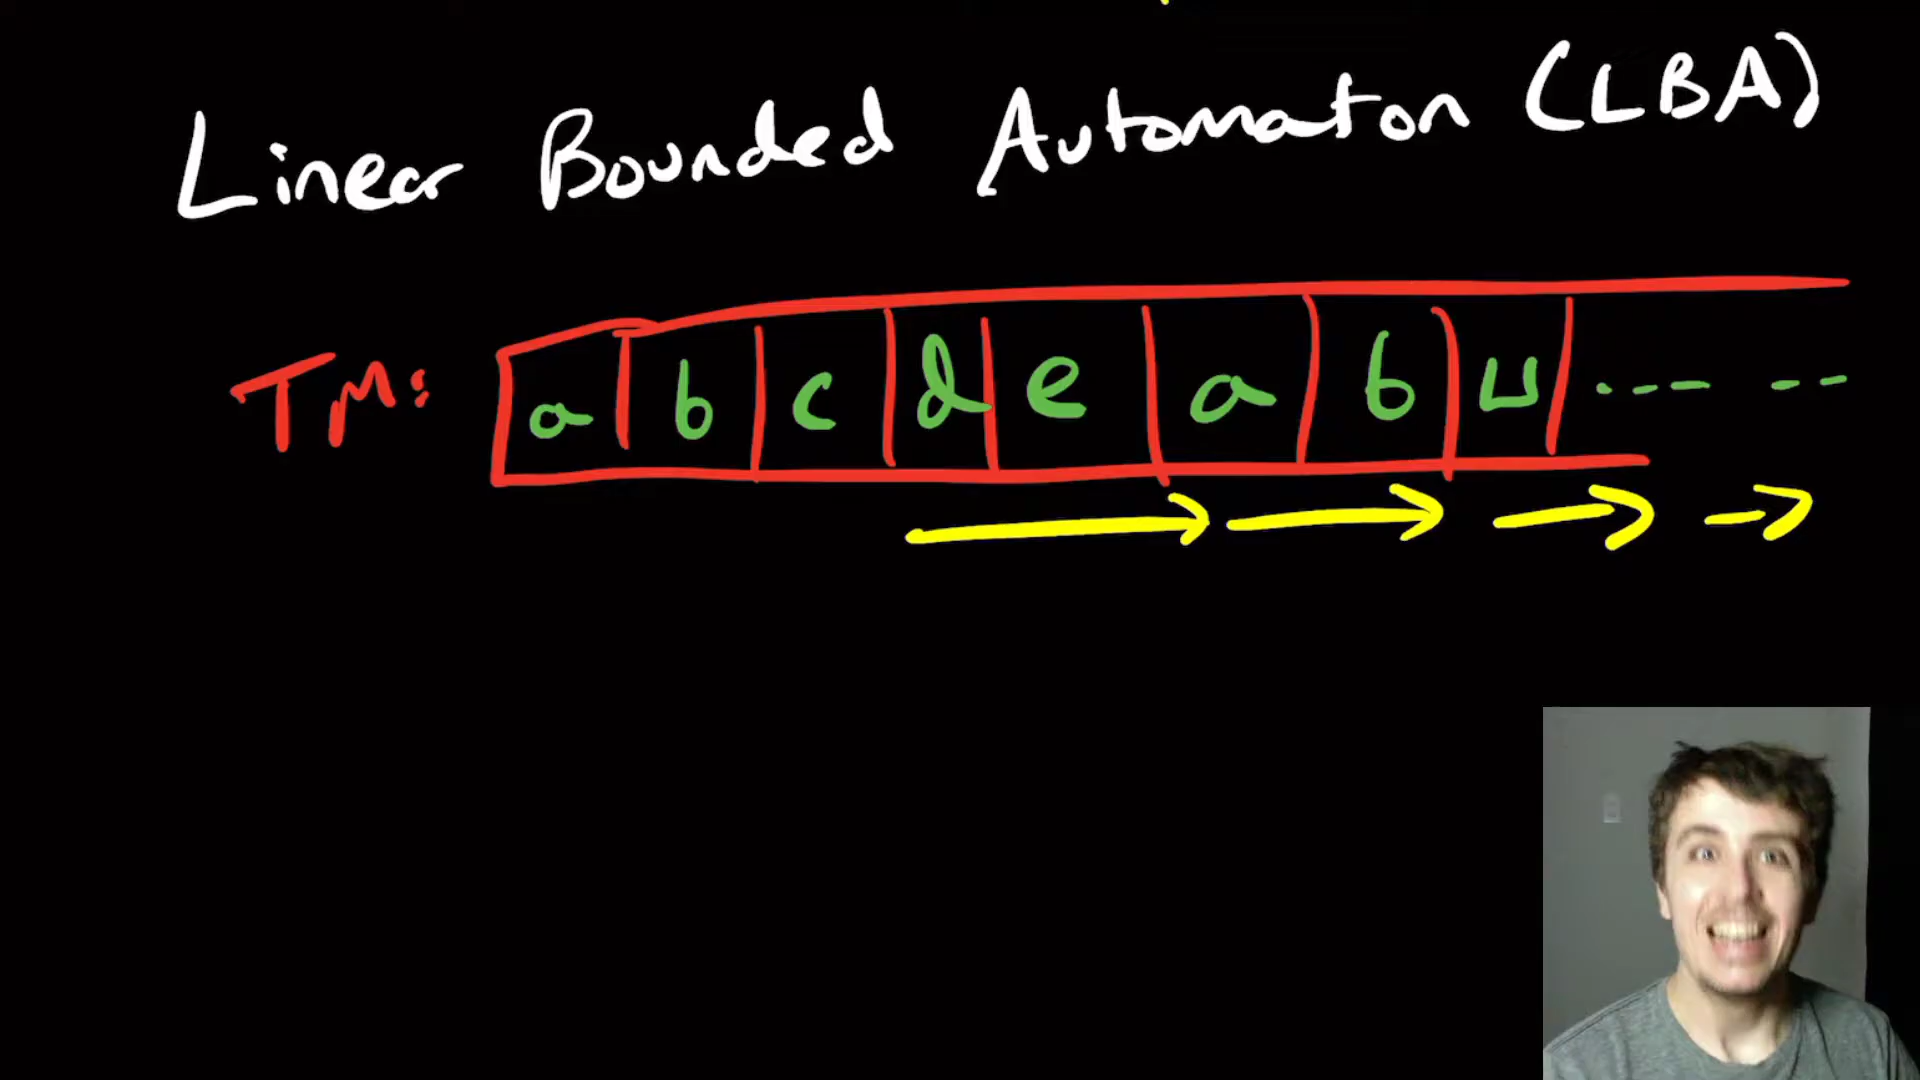 Linear Bounded Automaton (LBA)
TM: a b c d e a b ⊔ ...